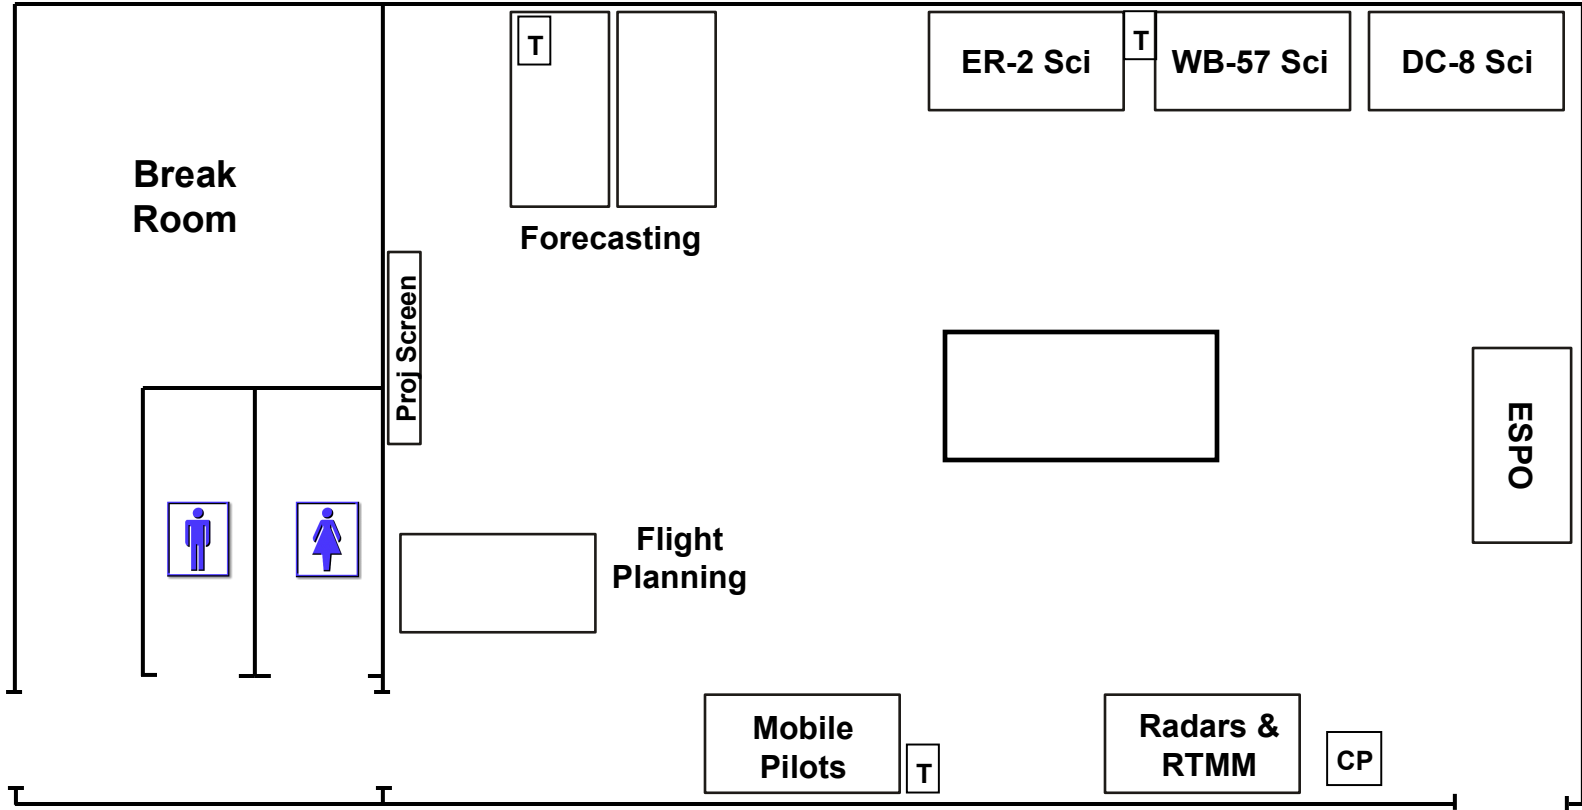 T
T
ER-2 Sci
WB-57 Sci
DC-8 Sci
Break
Room
Forecasting
Proj Screen
ESPO
Flight
Planning
Mobile
Pilots
T
Radars &
RTMM
CP